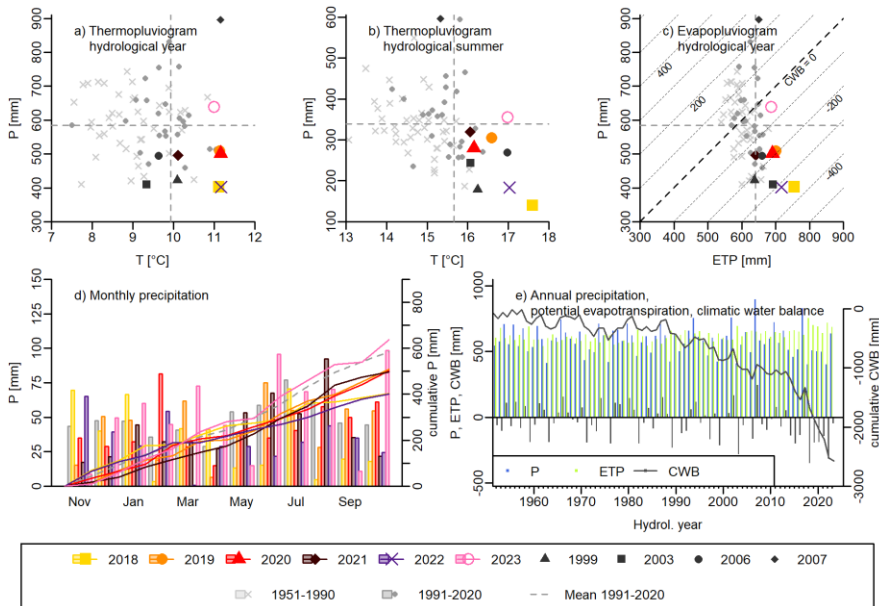 a) Thermopluviogram
hydrological year
P [mm]
900
800
700
600
500
400
300
7 8 9 10 11 12
T [°C]
b) Thermopluviogram
hydrological summer
P [mm]
600
500
400
300
200
100
13 14 15 16 17 18
T [°C]
c) Evapopluviogram
hydrological year
P [mm]
900
800
700
600
500
400
300
CWB = 0
400
200
-200
-400
300 400 500 600 700 800 900
ETP [mm]
d) Monthly precipitation
P [mm]
150
125
100
75
50
25
0
Nov Jan Mar May Jul Sep
900
800
600
500
400
200
0
cumulative P [mm]
e) Annual precipitation,
potential evapotranspiration, climatic water balance
P, ETP, CWB [mm]
1000
500
0
-500
P ETP CWB
1960 1970 1980 1990 2000 2010 2020
Hydrol. year
0
-1000
-2000
-3000
cumulative CWB [mm]
2018 2019 2020 2021 2022 2023 1999 2003 2006 2007
1951-1990 1991-2020 Mean 1991-2020